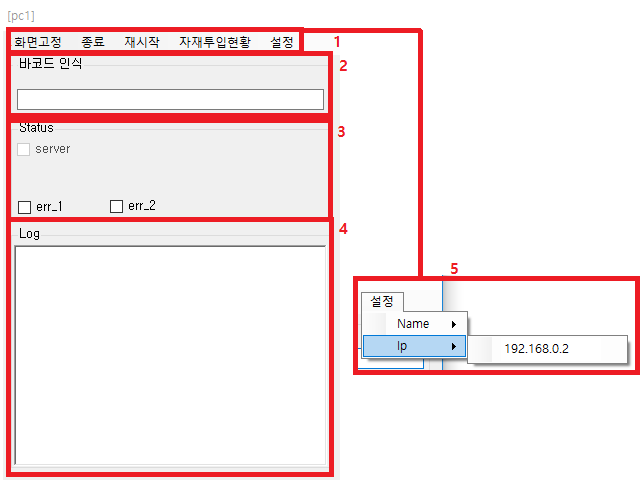 [pc1]
화면고정 종료 재시작 자재투입현황 설정 1
바코드 인식 2
Status 3
server
err_1 err_2
Log 4
5
설정
Name
Ip 192.168.0.2